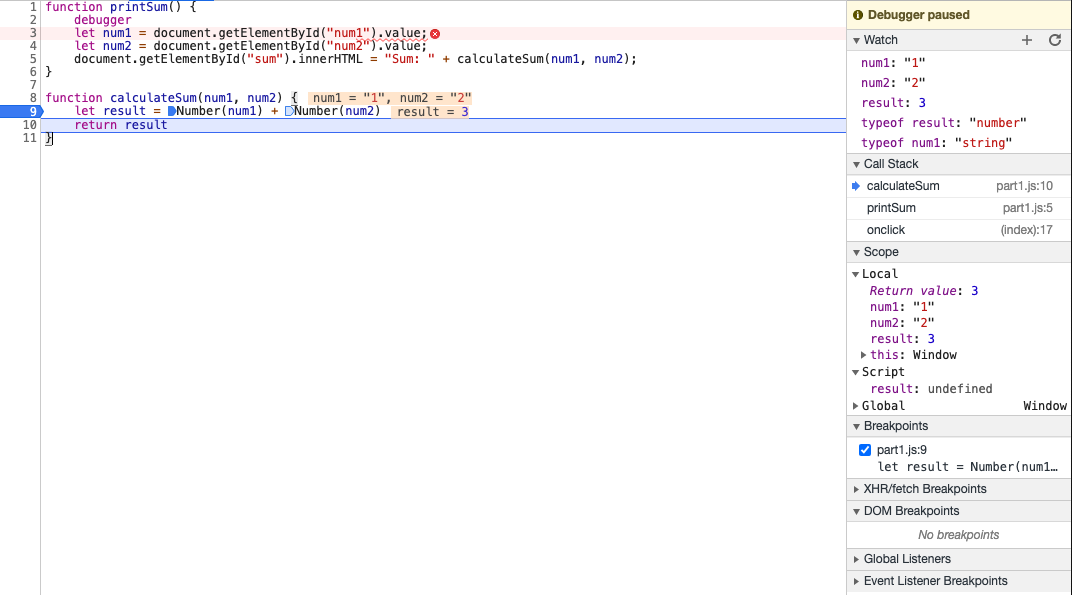 1 function printSum() {
2 debugger
3 let num1 = document.getElementById("num1").value;
4 let num2 = document.getElementById("num2").value;
5 document.getElementById("sum").innerHTML = "Sum: " + calculateSum(num1, num2);
6 }
7
8 function calculateSum(num1, num2) { num1 = "1", num2 = "2"
9 let result = Number(num1) + Number(num2) result = 3
10 return result
11 }
Debugger paused
Watch
num1: "1"
num2: "2"
result: 3
typeof result: "number"
typeof num1: "string"
Call Stack
calculateSum part1.js:10
printSum part1.js:5
onclick (index):17
Scope
Local
Return value: 3
num1: "1"
num2: "2"
result: 3
this: Window
Script
result: undefined
Global Window
Breakpoints
part1.js:9
let result = Number(num1…
XHR/fetch Breakpoints
DOM Breakpoints
No breakpoints
Global Listeners
Event Listener Breakpoints